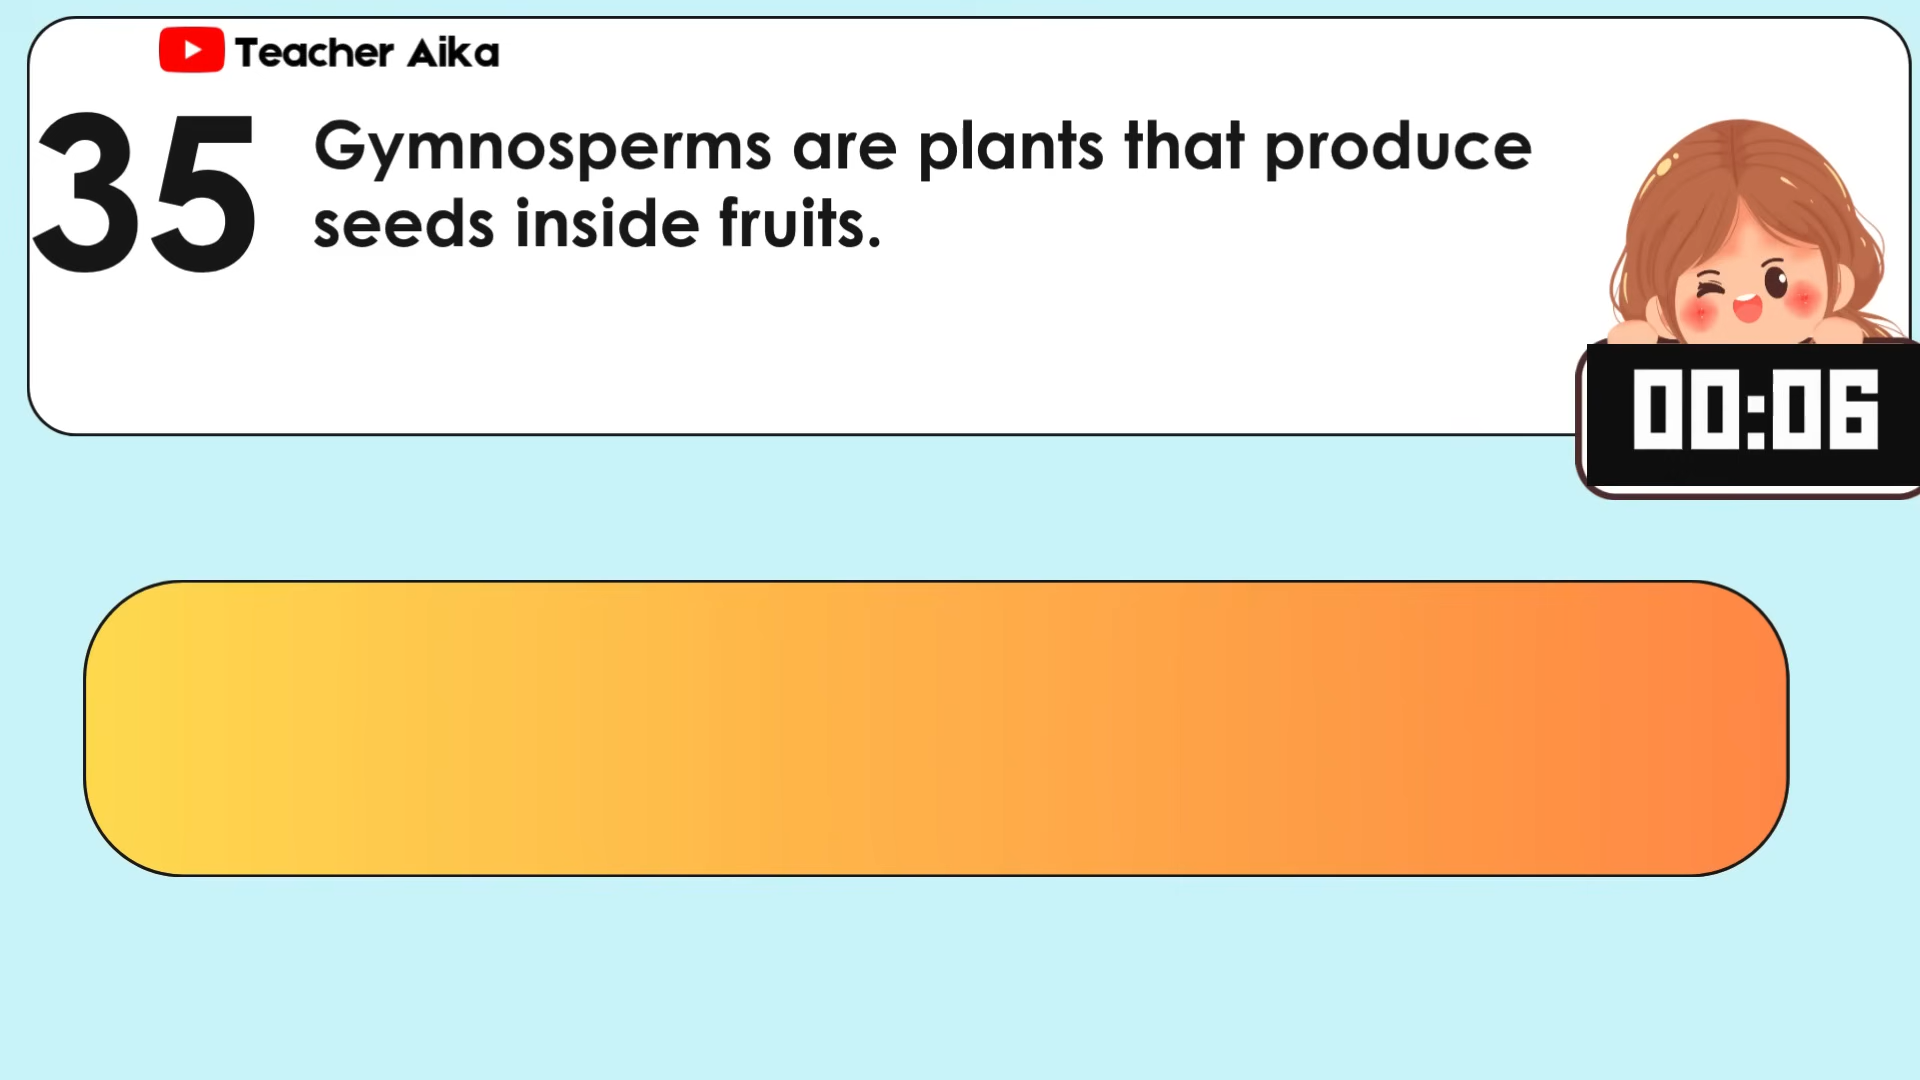 Teacher Aika
35
Gymnosperms are plants that produce
seeds inside fruits.
00:06